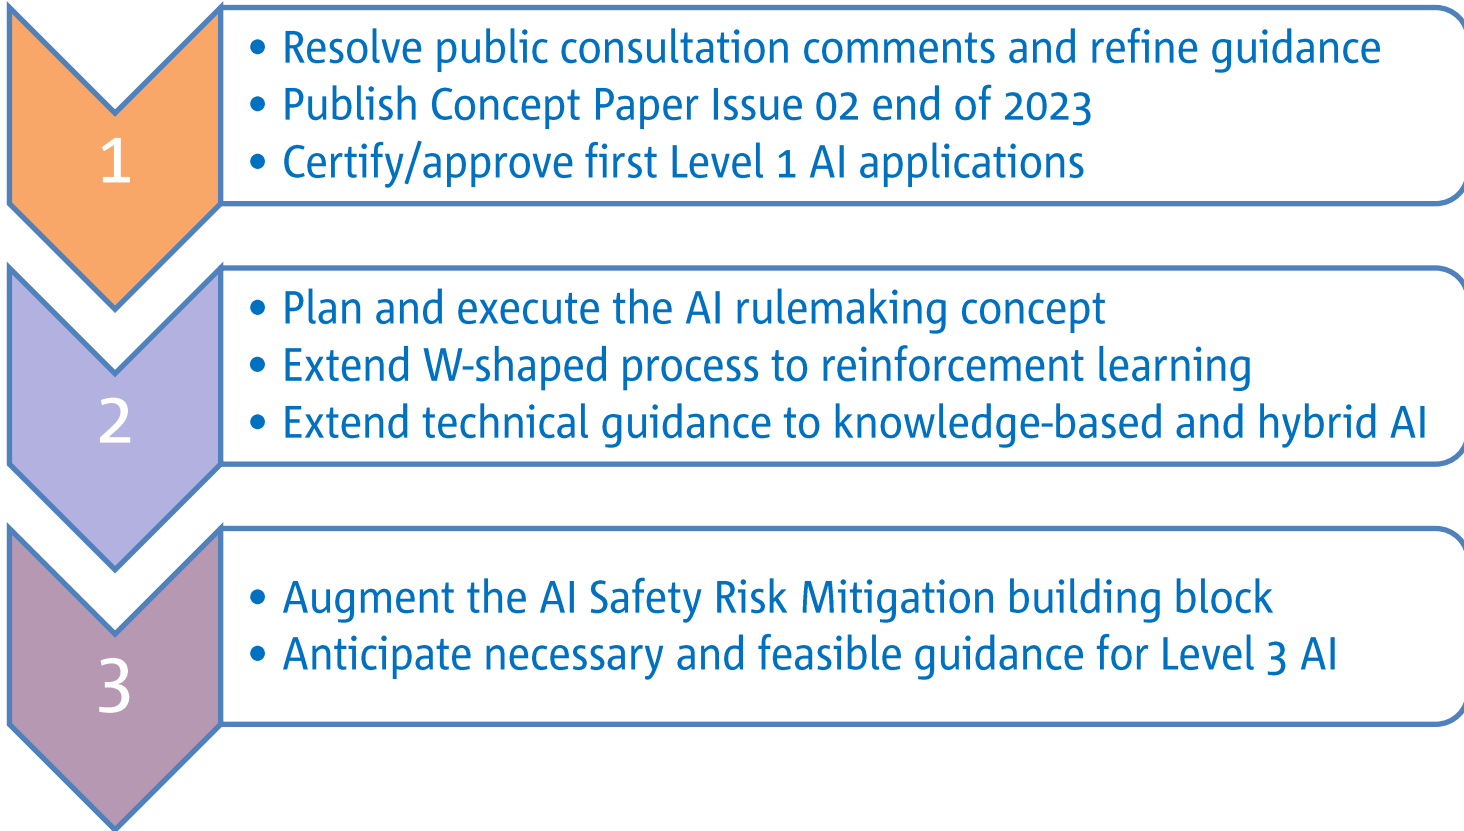 1
• Resolve public consultation comments and refine guidance
• Publish Concept Paper Issue 02 end of 2023
• Certify/approve first Level 1 AI applications
2
• Plan and execute the AI rulemaking concept
• Extend W-shaped process to reinforcement learning
• Extend technical guidance to knowledge-based and hybrid AI
3
• Augment the AI Safety Risk Mitigation building block
• Anticipate necessary and feasible guidance for Level 3 AI